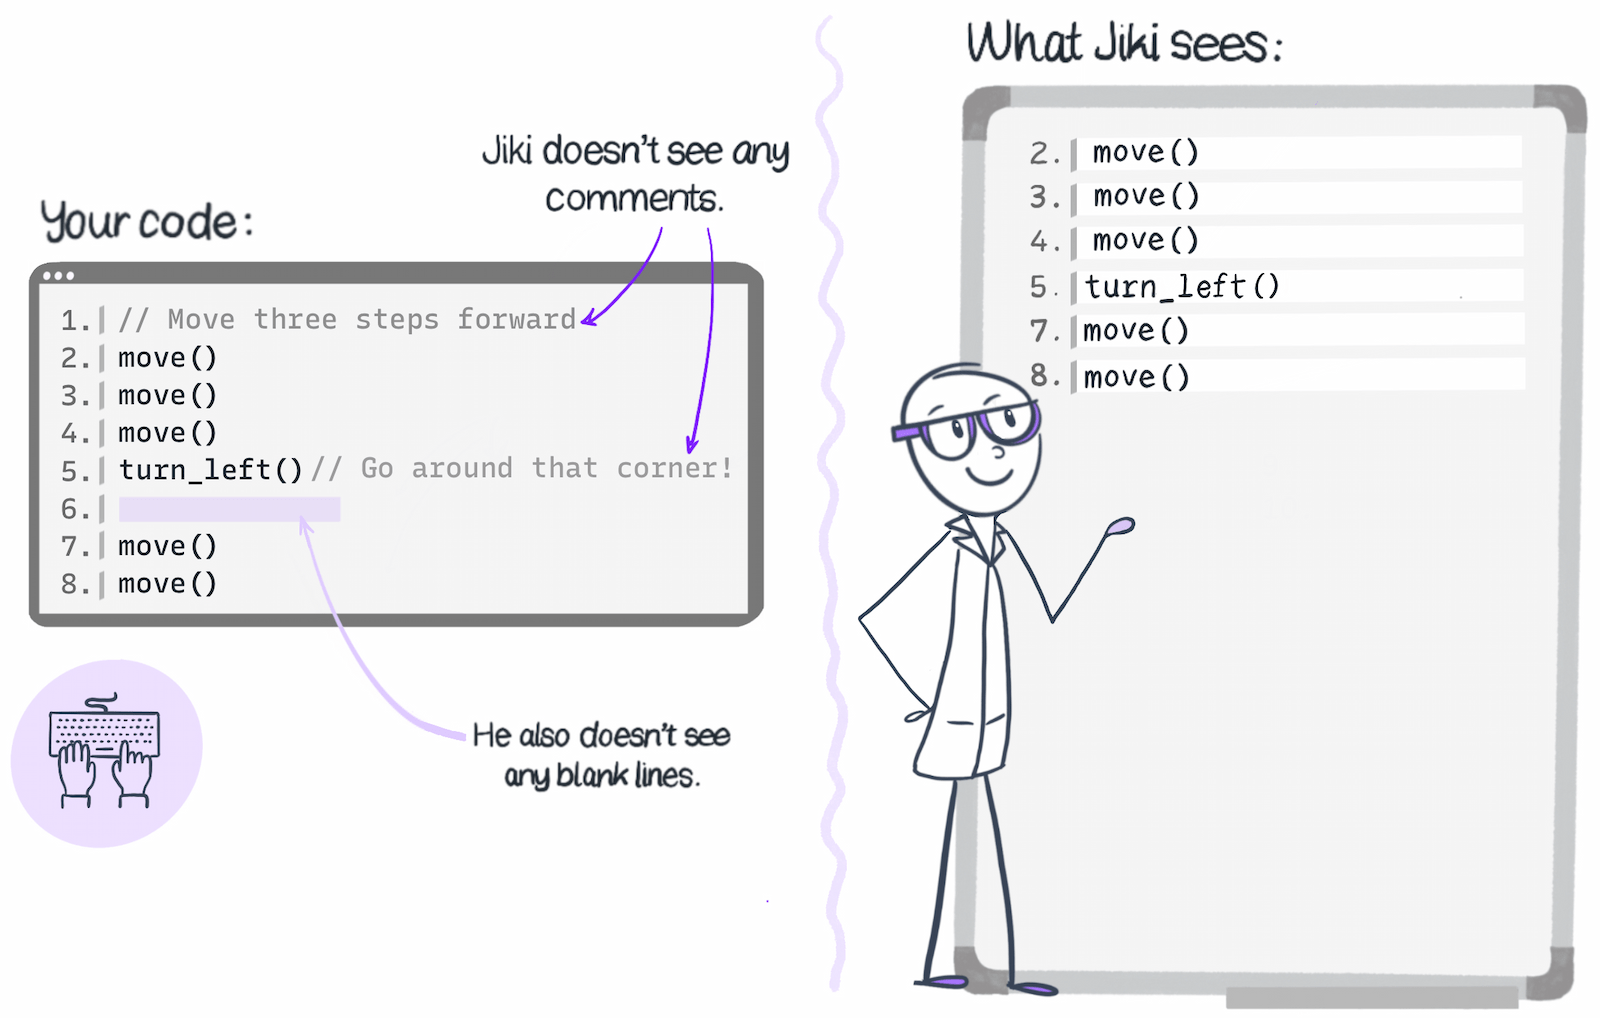 Your code:
1. // Move three steps forward
2. move()
3. move()
4. move()
5. turn_left() // Go around that corner!
6.
7. move()
8. move()
Jiki doesn't see any
comments.
He also doesn't see
any blank lines.
What Jiki sees:
2. move()
3. move()
4. move()
5. turn_left()
7. move()
8. move()